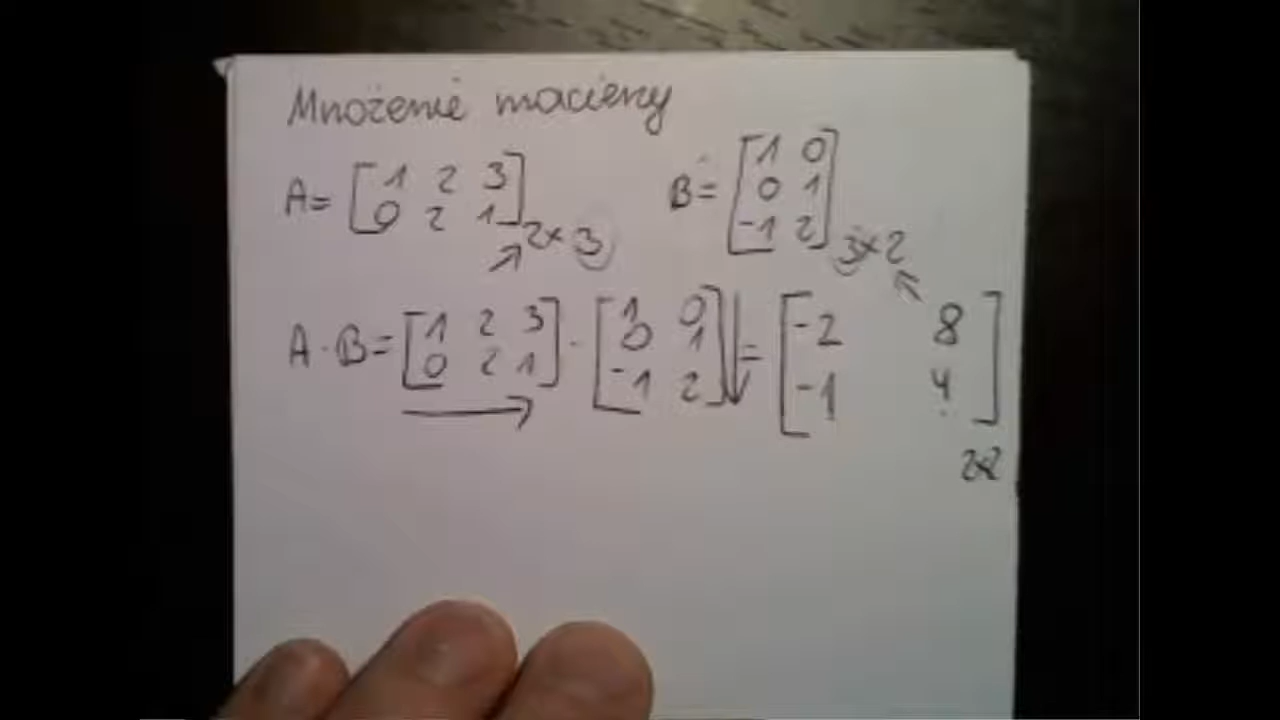 Mnożenie macierzy
A= [1 2 3 B= [1 0
0 2 1]2×3 0 1
-1 2]3×2
A·B= [1 2 3 · [1 0 = [-2 8
0 2 1] 0 1 -1 4]
-1 2] 2×2